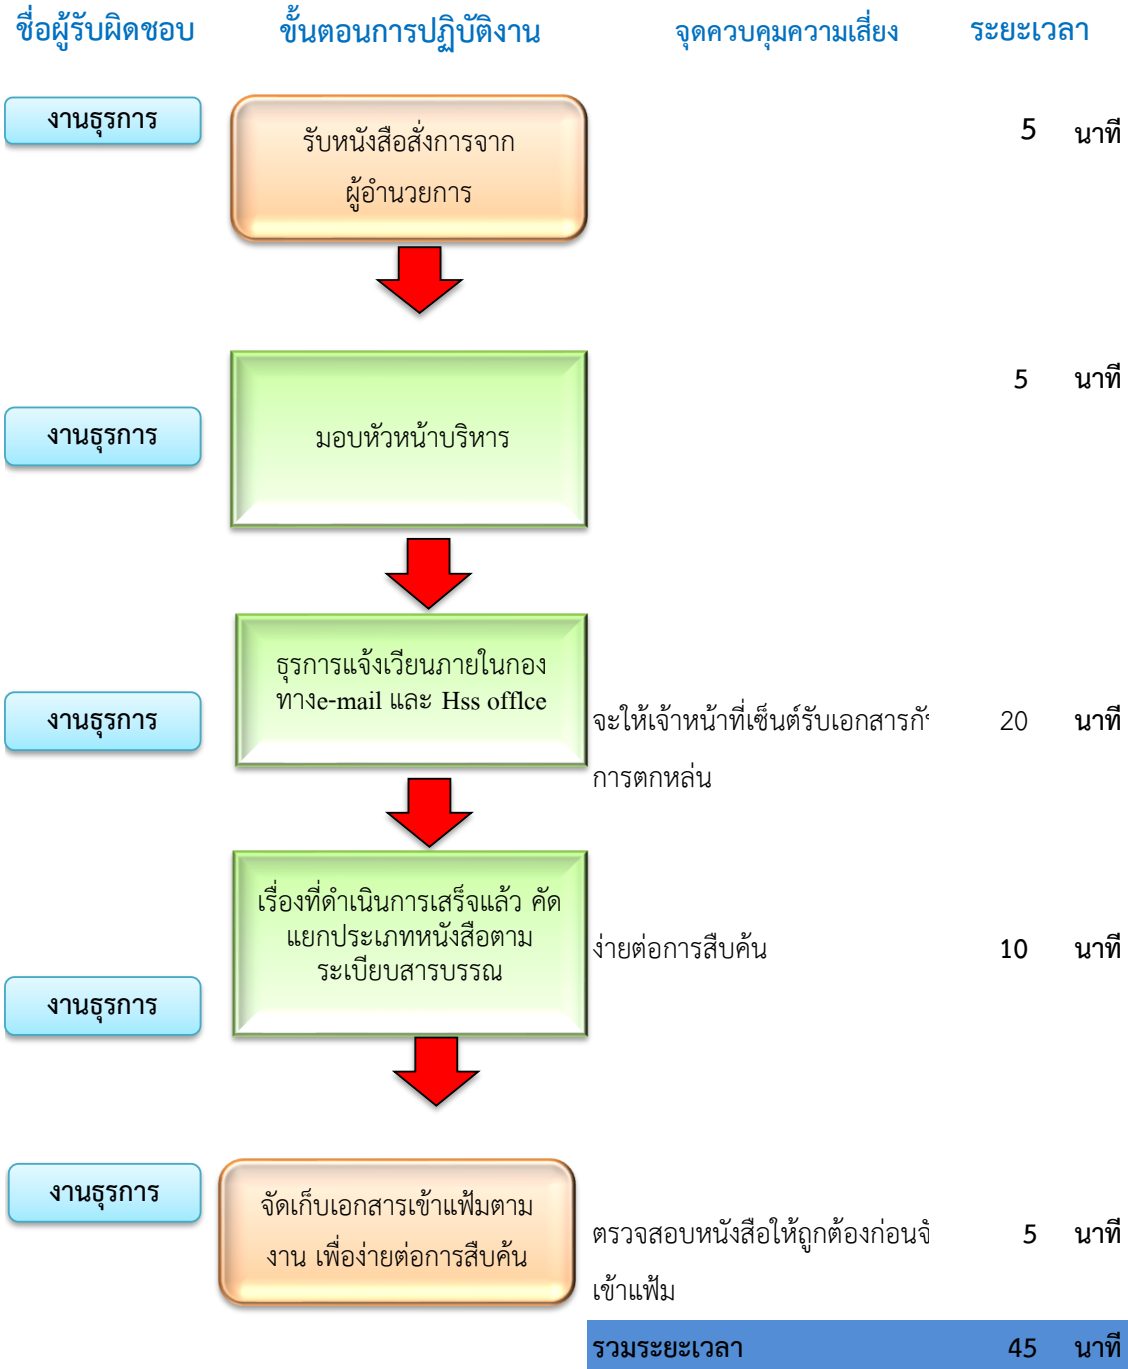 ชื่อผู้รับผิดชอบ ขั้นตอนการปฏิบัติงาน จุดควบคุมความเสี่ยง ระยะเวลา
งานธุรการ
รับหนังสือสั่งการจาก
ผู้อำนวยการ
5 นาที
งานธุรการ
มอบหัวหน้าบริหาร
5 นาที
งานธุรการ
ธุรการแจ้งเวียนภายในกอง
ทางe-mail และ Hss offlce
จะให้เจ้าหน้าที่เซ็นต์รับเอกสาร
การตกหล่น
20 นาที
งานธุรการ
เรื่องที่ดำเนินการเสร็จแล้ว คัด
แยกประเภทหนังสือตาม
ระเบียบสารบรรณ
ง่ายต่อการสืบค้น
10 นาที
งานธุรการ
จัดเก็บเอกสารเข้าแฟ้มตาม
งาน เพื่อง่ายต่อการสืบค้น
ตรวจสอบหนังสือให้ถูกต้องก่อน
เข้าแฟ้ม
5 นาที
รวมระยะเวลา 45 นาที